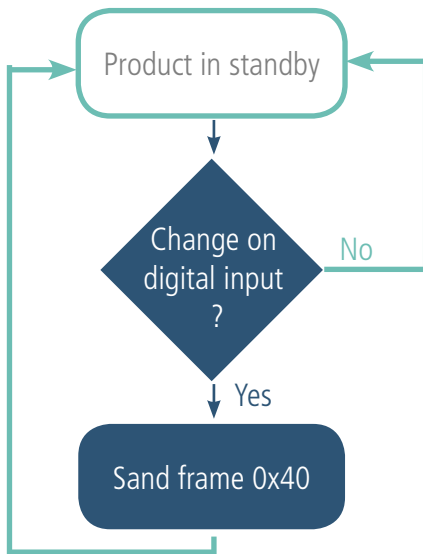 Product in standby
Change on
digital input
?
No
Yes
Sand frame 0x40